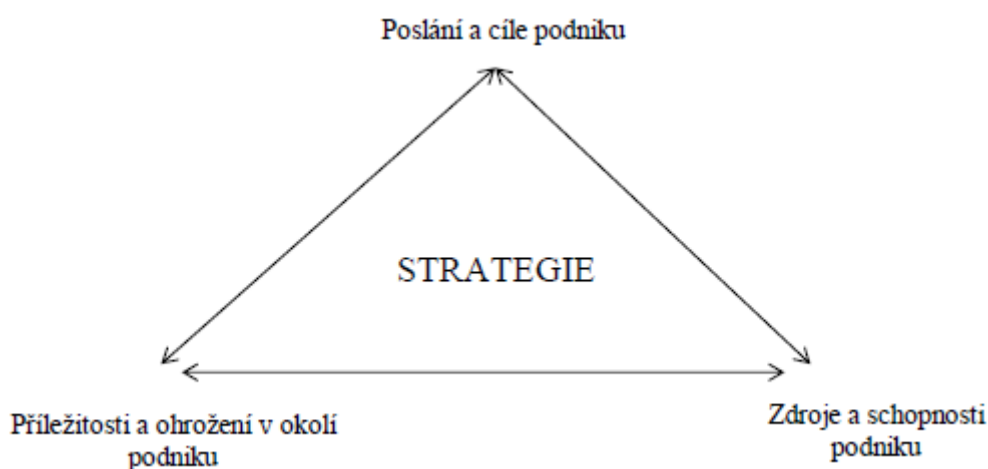 Poslání a cíle podniku
STRATEGIE
Příležitosti a ohrožení v okolí
podniku
Zdroje a schopnosti
podniku